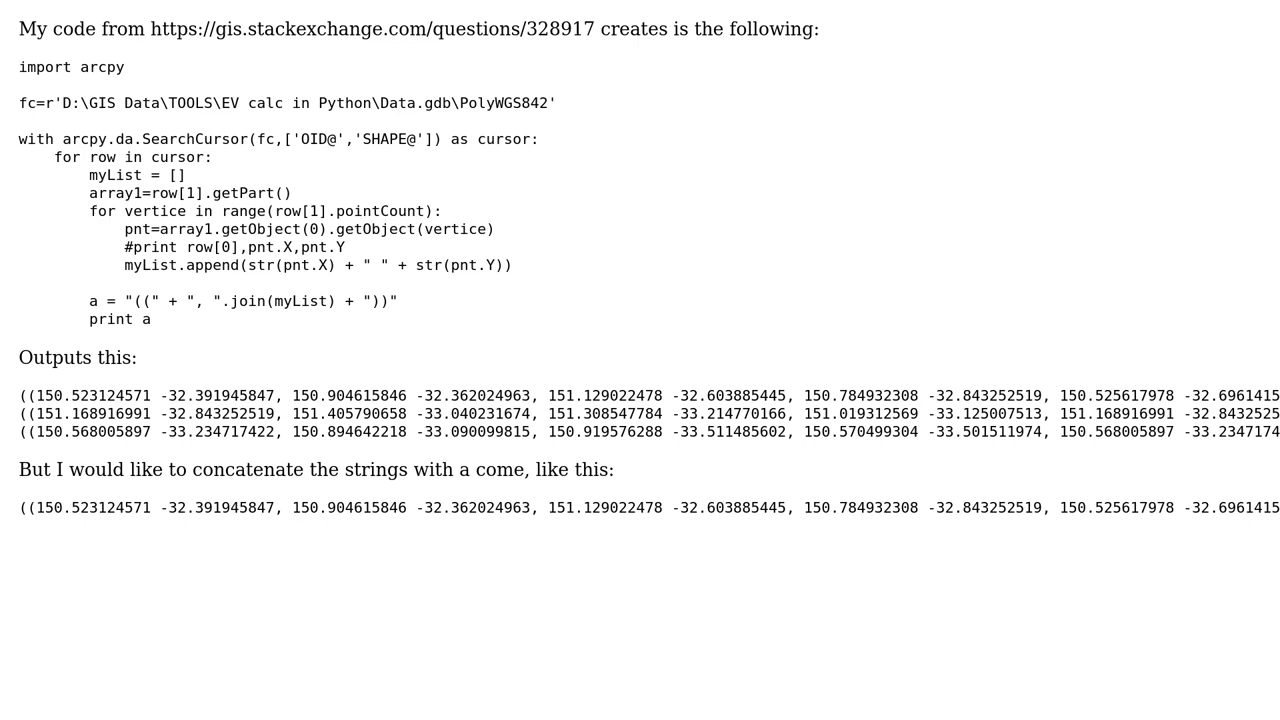 My code from https://gis.stackexchange.com/questions/328917 creates is the following:
import arcpy
fc=r'D:\GIS Data\TOOLS\EV calc in Python\Data.gdb\PolyWGS842'
with arcpy.da.SearchCursor(fc,['OID@','SHAPE@']) as cursor:
    for row in cursor:
        myList = []
        array1=row[1].getPart()
        for vertice in range(row[1].pointCount):
            pnt=array1.getObject(0).getObject(vertice)
            #print row[0],pnt.X,pnt.Y
            myList.append(str(pnt.X) + " " + str(pnt.Y))
        a = "((" + ", ".join(myList) + "))"
        print a
Outputs this:
((150.523124571 -32.391945847, 150.904615846 -32.362024963, 151.129022478 -32.603885445, 150.784932308 -32.843252519, 150.525617978 -32.6961415
((151.168916991 -32.843252519, 151.405790658 -33.040231674, 151.308547784 -33.214770166, 151.019312569 -33.125007513, 151.168916991 -32.8432525
((150.568005897 -33.234717422, 150.894642218 -33.090099815, 150.919576288 -33.511485602, 150.570499304 -33.501511974, 150.568005897 -33.2347174
But I would like to concatenate the strings with a come, like this:
((150.523124571 -32.391945847, 150.904615846 -32.362024963, 151.129022478 -32.603885445, 150.784932308 -32.843252519, 150.525617978 -32.6961415